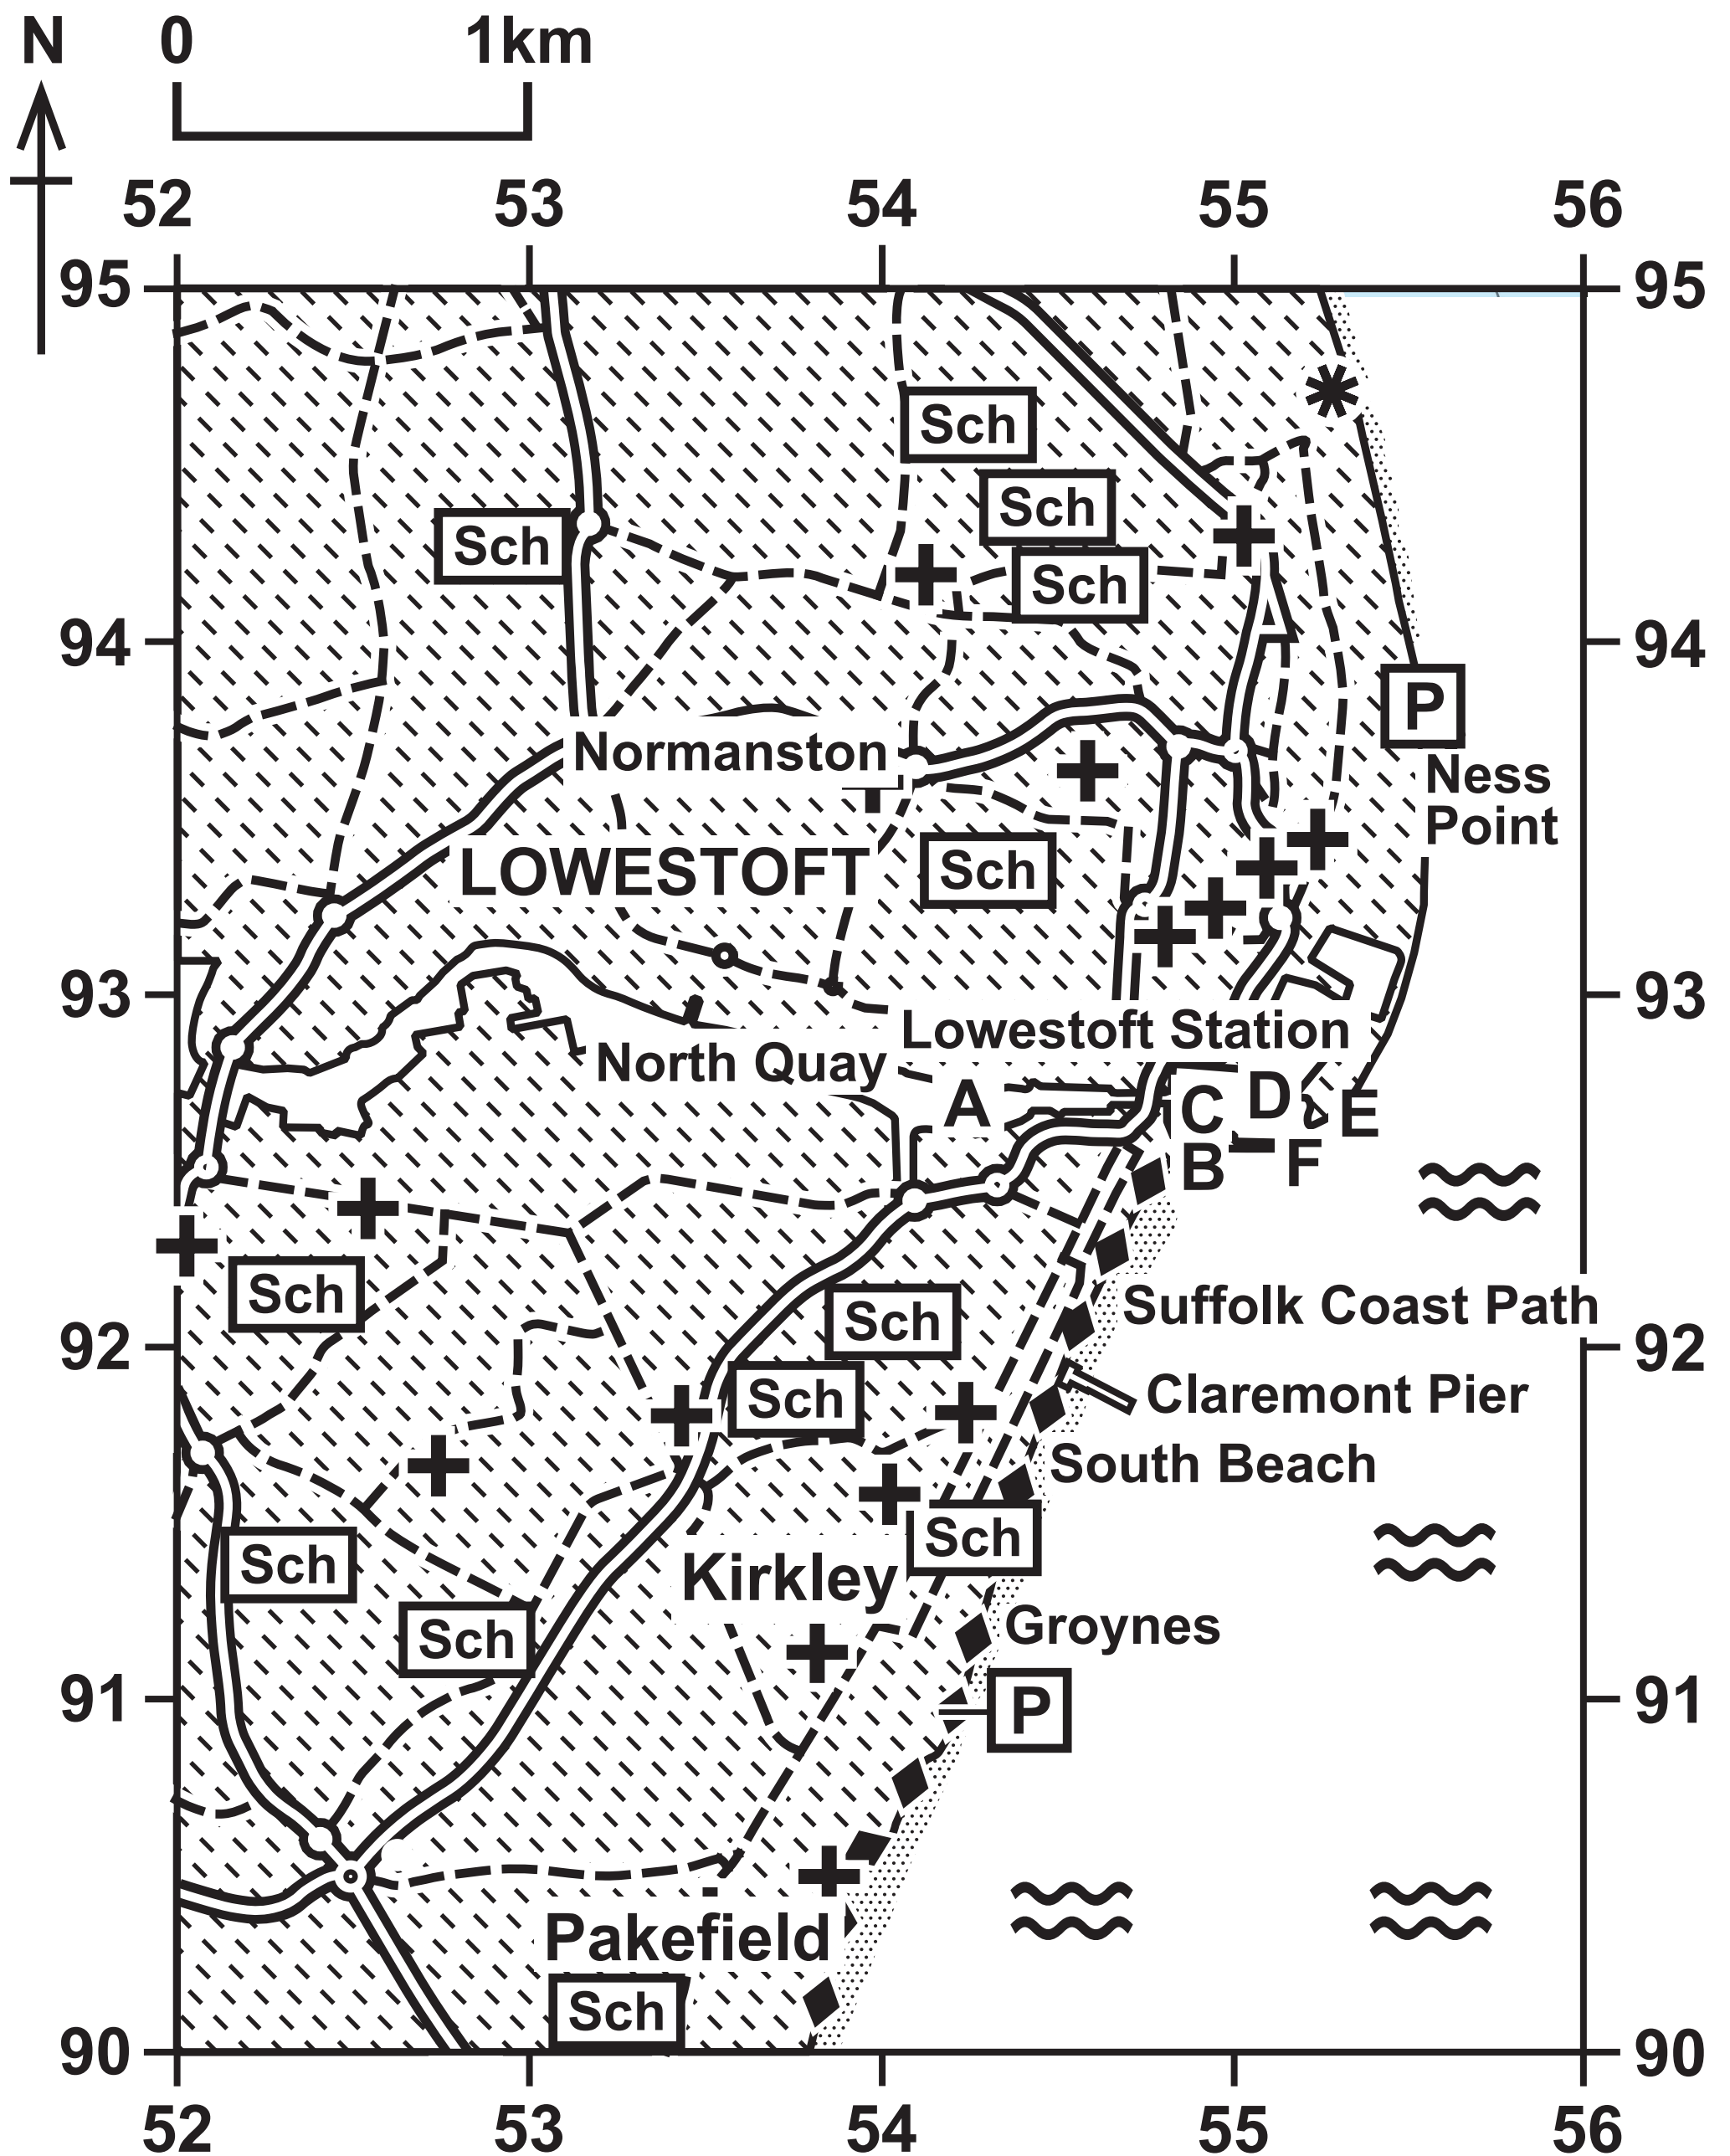 N 0 1km
52 53 54 55 56
95 95
Sch
Sch
Sch
Sch
94 94
P
Normanston
Ness
Point
LOWESTOFT
Sch
93 93
Lowestoft Station
North Quay
A C D E
B F
Sch
Suffolk Coast Path
Sch
92 92
Sch
Claremont Pier
South Beach
Sch
Sch
Kirkley
Groynes
Sch
91 91
P
Pakefield
Sch
90 90
52 53 54 55 56